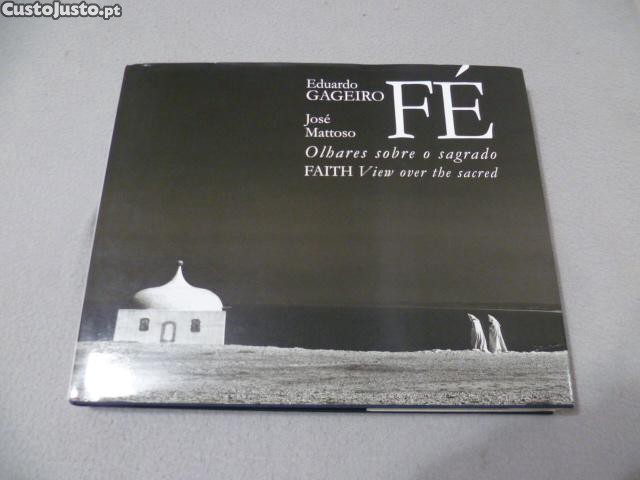 CustoJusto.pt
Eduardo
GAGEIRO
José
Mattoso
FÉ
Olhares sobre o sagrado
FAITH View over the sacred